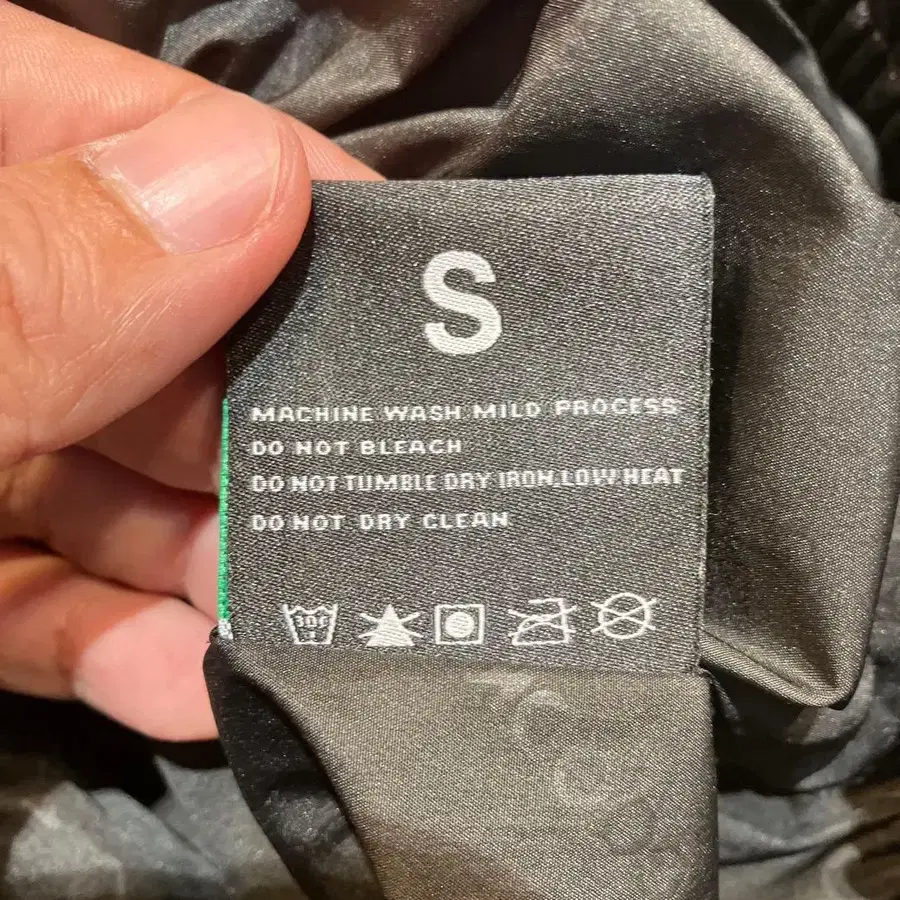 S
MACHINE WASH.MILD PROCESS
DO NOT BLEACH
DO NOT TUMBLE DRY IRON.LOW HEAT
DO NOT DRY CLEAN